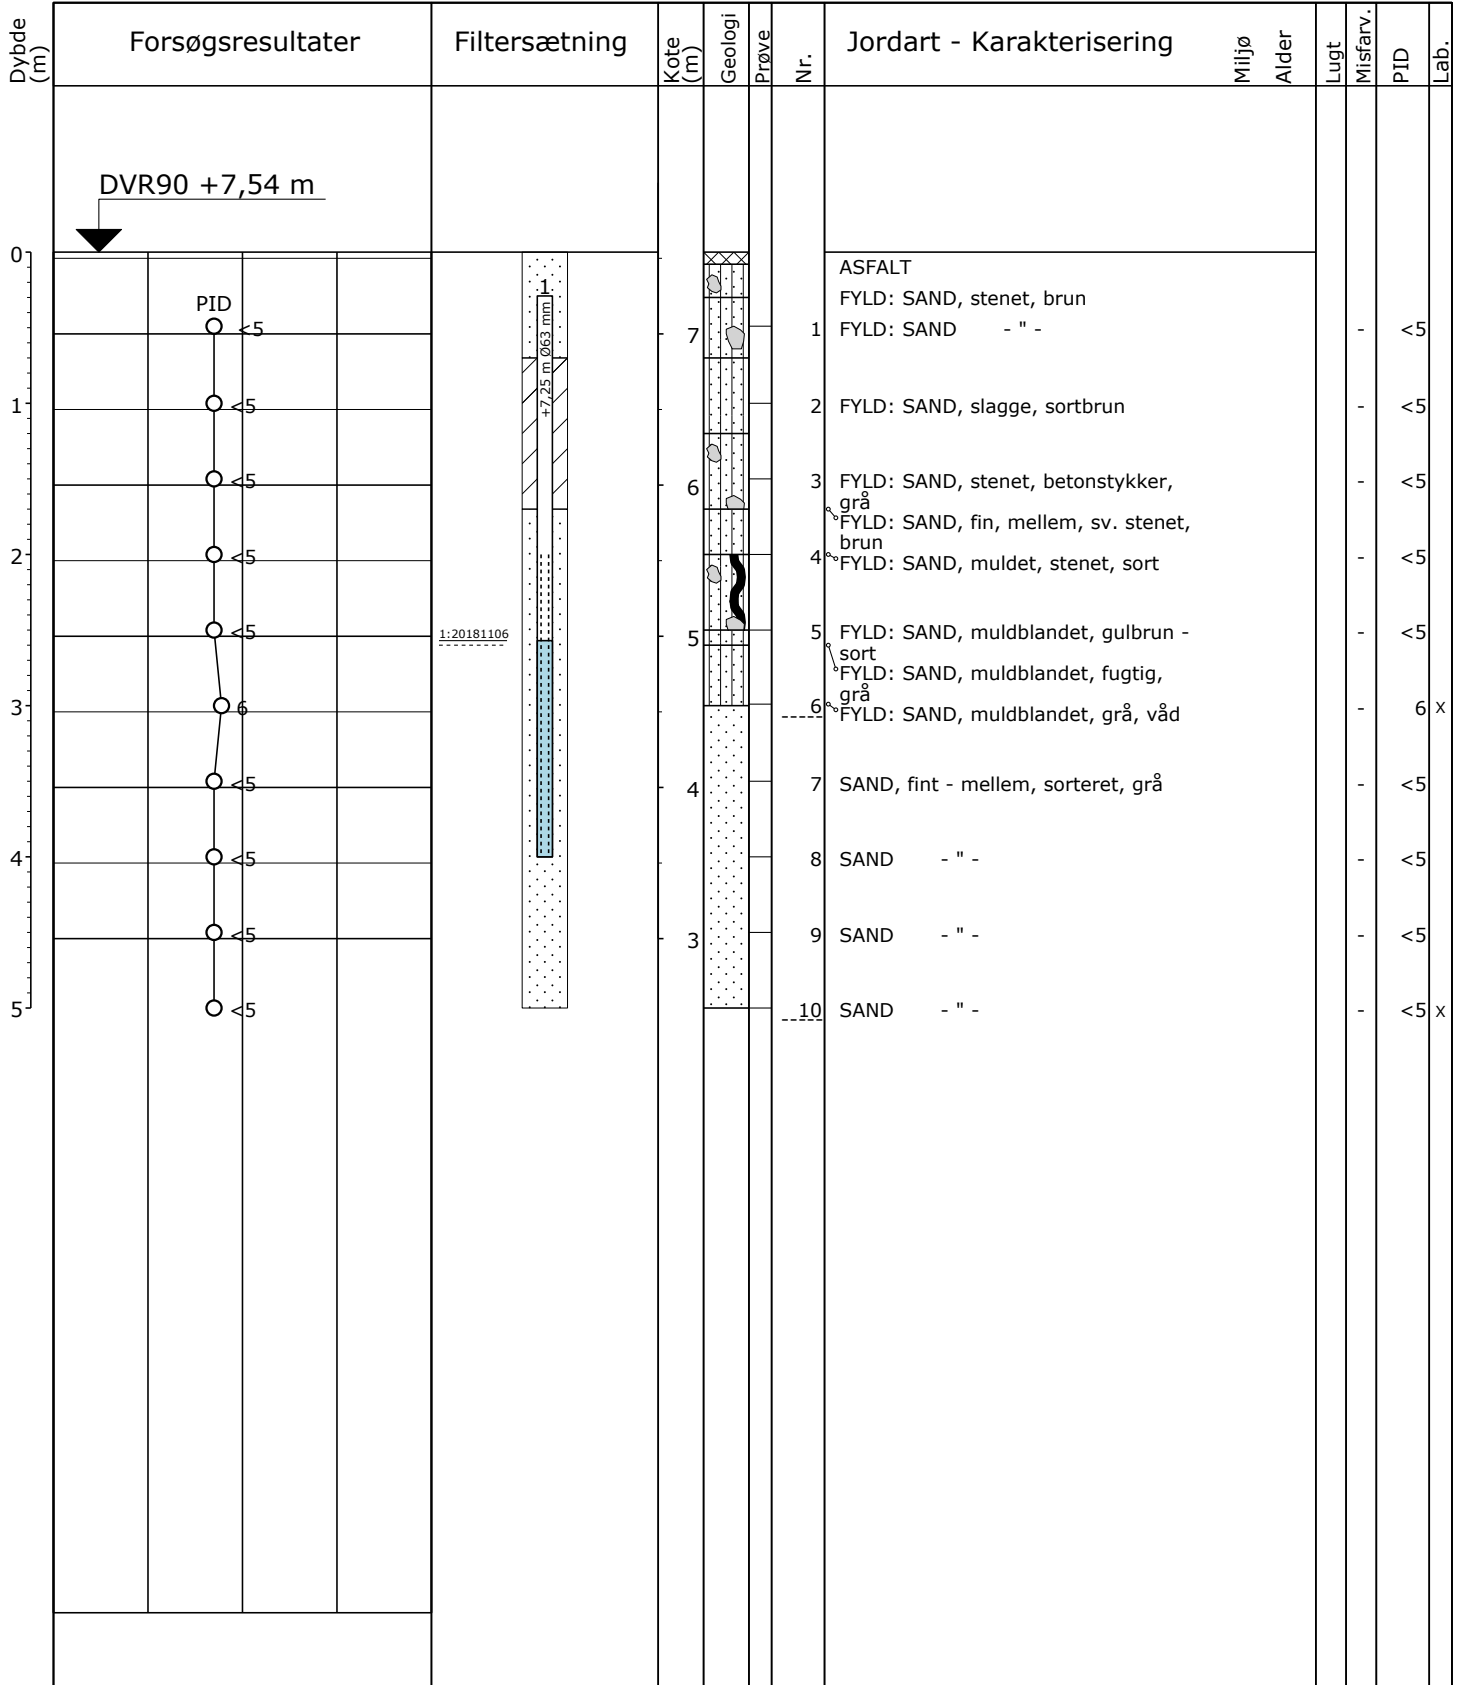 Dybde (m)
Forsøgsresultater
Filtersætning
Kote (m)
Geologi
Prøve
Nr.
Jordart - Karakterisering
Miljø
Alder
Lugt
Misfarv.
PID
Lab.
DVR90 +7,54 m
0
1
2
3
4
5
PID
<5
<5
<5
<5
<5
6
<5
<5
<5
<5
1
+7,25 m Ø63 mm
1:20181106
7
6
5
4
3
ASFALT
FYLD: SAND, stenet, brun
1 FYLD: SAND - " - - <5
2 FYLD: SAND, slagge, sortbrun - <5
3 FYLD: SAND, stenet, betonstykker, - <5
grå
FYLD: SAND, fin, mellem, sv. stenet,
brun
4 FYLD: SAND, muldet, stenet, sort - <5
5 FYLD: SAND, muldblandet, gulbrun - - <5
sort
FYLD: SAND, muldblandet, fugtig,
grå
6 FYLD: SAND, muldblandet, grå, våd - 6 x
7 SAND, fint - mellem, sorteret, grå - <5
8 SAND - " - - <5
9 SAND - " - - <5
10 SAND - " - - <5 x